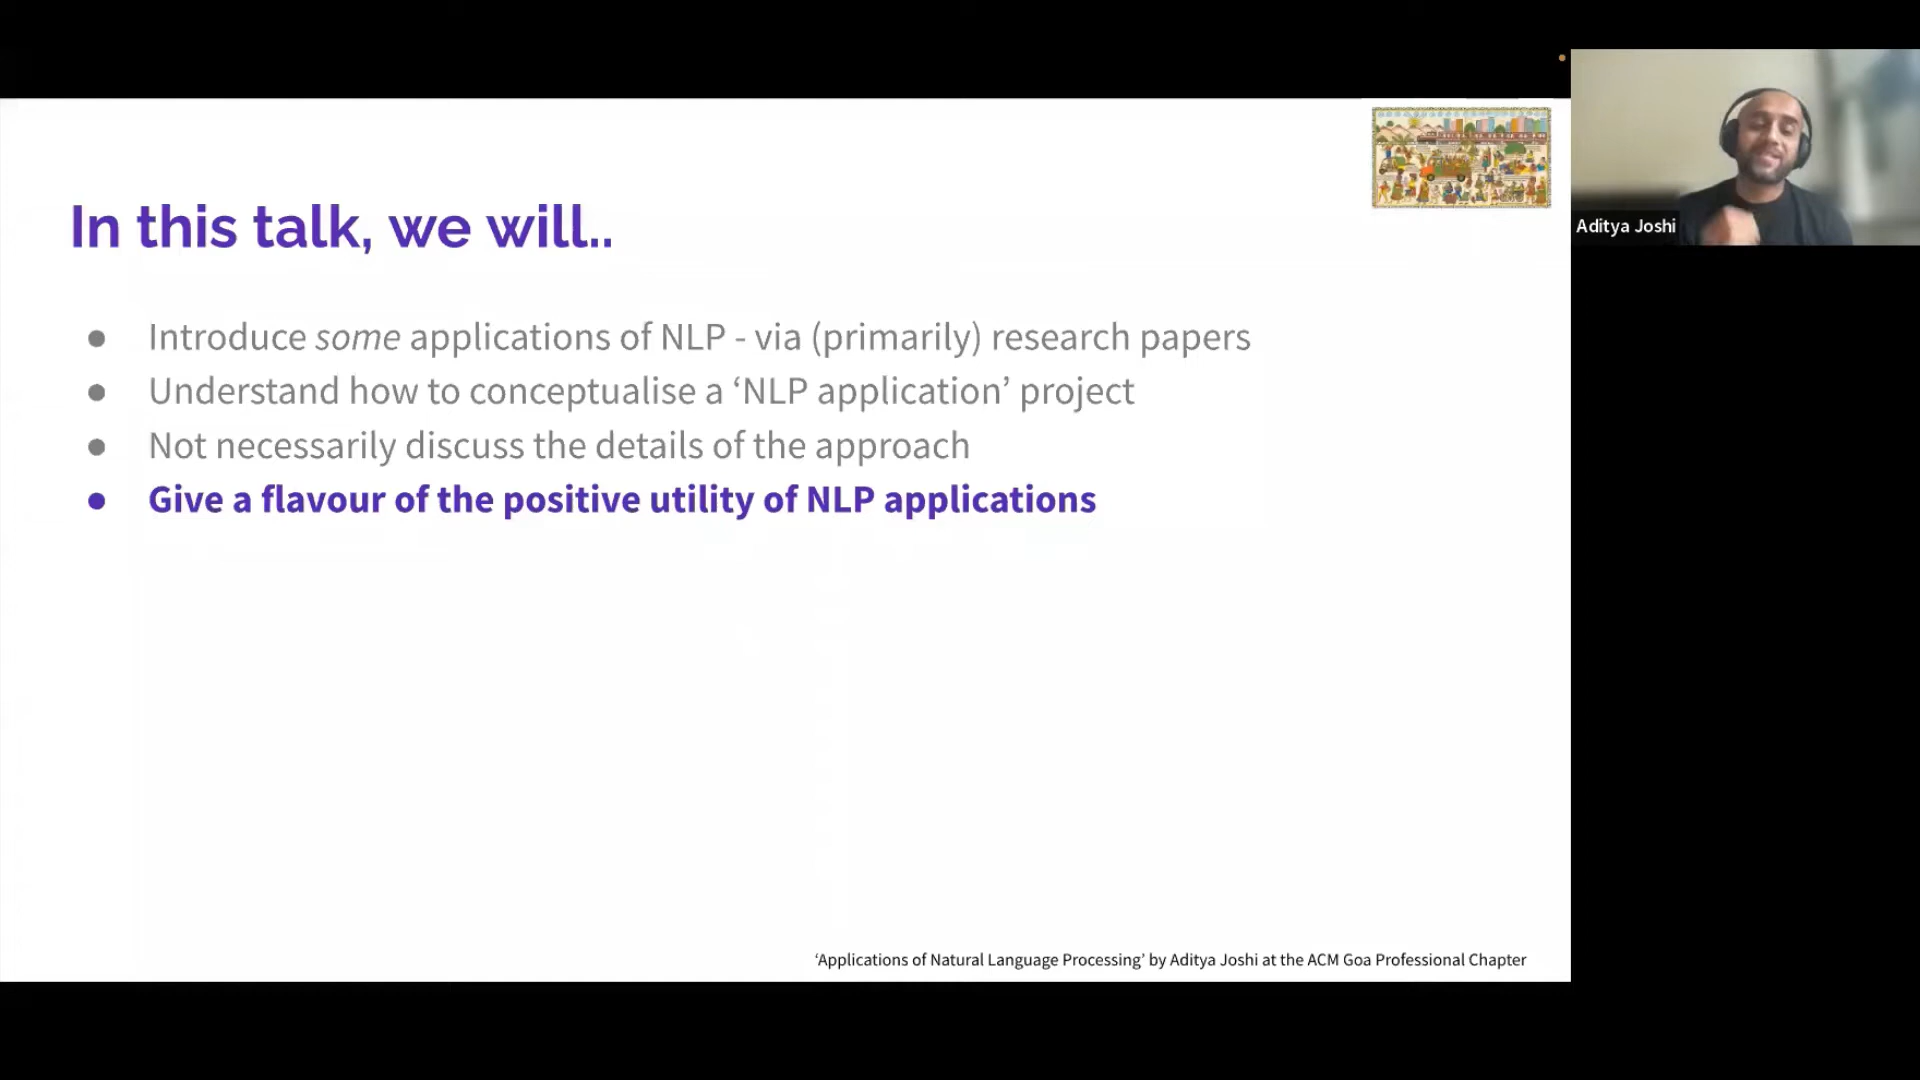 In this talk, we will..
● Introduce some applications of NLP - via (primarily) research papers
● Understand how to conceptualise a ‘NLP application’ project
● Not necessarily discuss the details of the approach
● Give a flavour of the positive utility of NLP applications
‘Applications of Natural Language Processing’ by Aditya Joshi at the ACM Goa Professional Chapter
Aditya Joshi